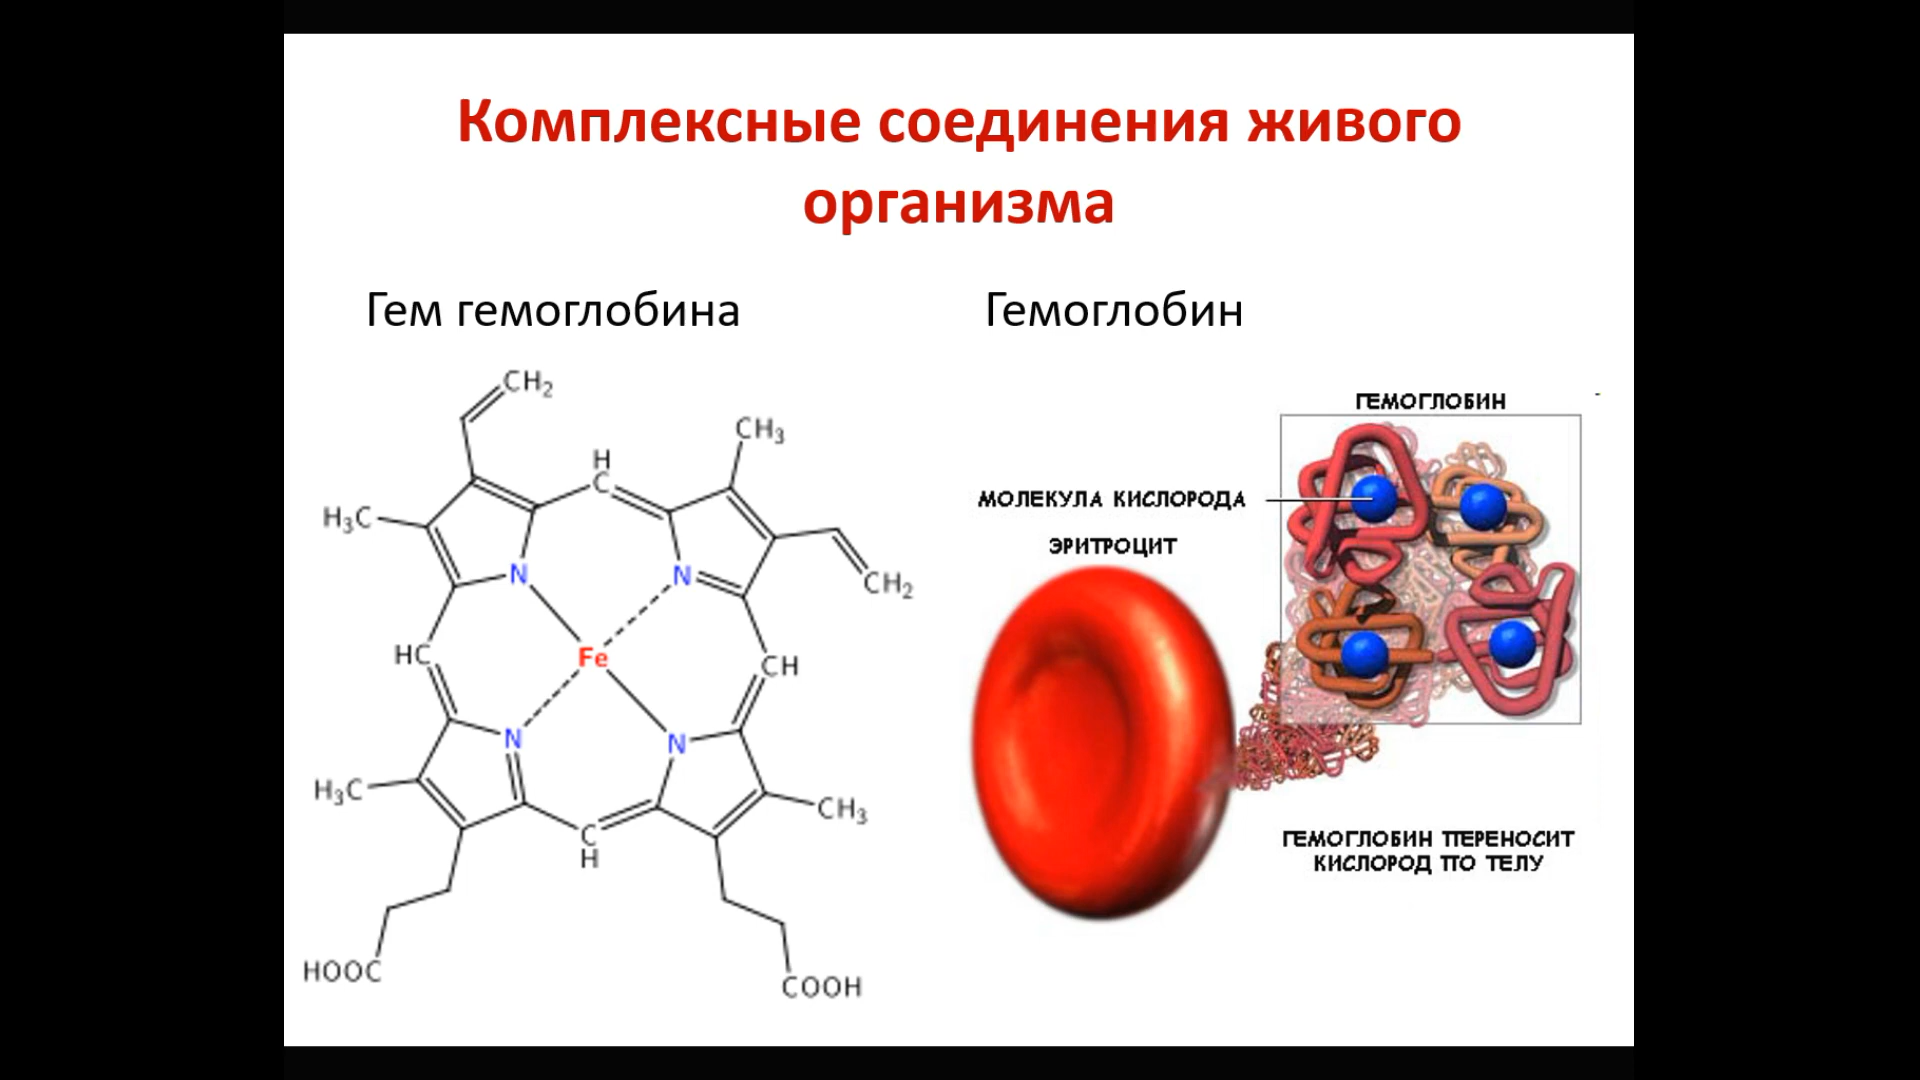 Комплексные соединения живого
организма
Гем гемоглобина
Гемоглобин
CH₂
CH₃
H
C
H₃C
N
N
CH₂
HC
Fe
CH
N
N
H₃C
CH₃
C
H
HOOC
COOH
ГЕМОГЛОБИН
МОЛЕКУЛА КИСЛОРОДА
ЭРИТРОЦИТ
ГЕМОГЛОБИН ПЕРЕНОСИТ
КИСЛОРОД ПО ТЕЛУ